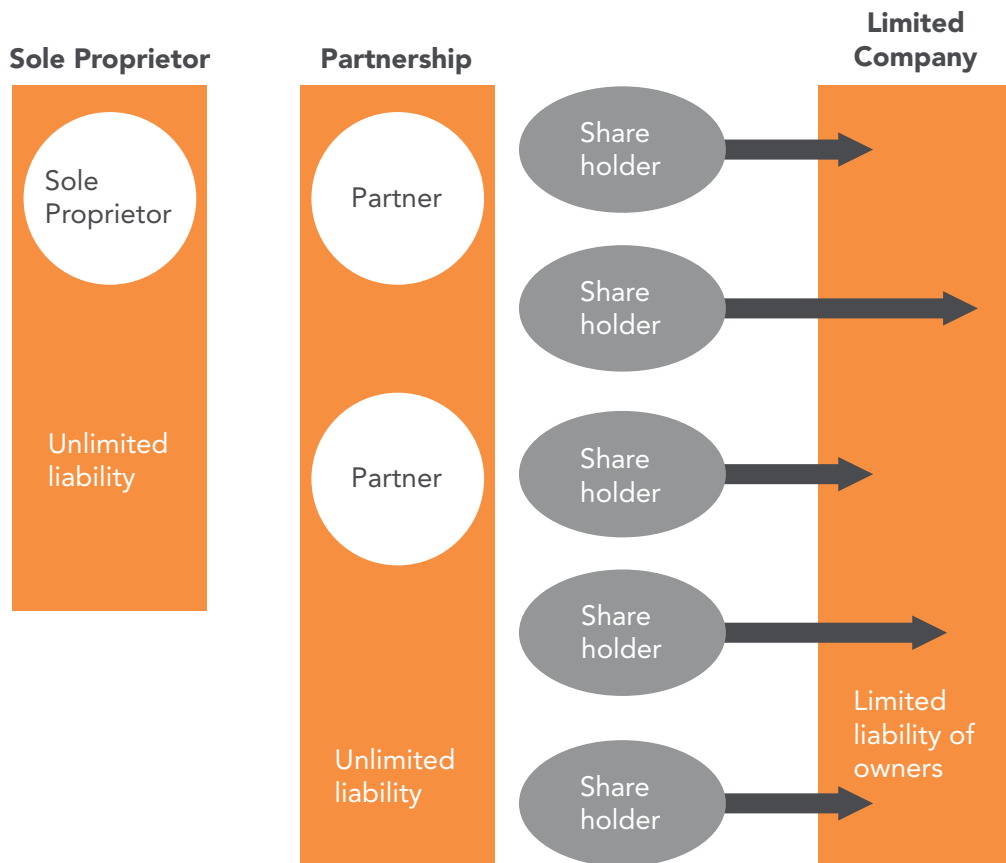 Sole Proprietor
Partnership
Limited
Company
Sole
Proprietor
Unlimited
liability
Partner
Partner
Unlimited
liability
Share
holder
Share
holder
Share
holder
Share
holder
Share
holder
Limited
liability of
owners